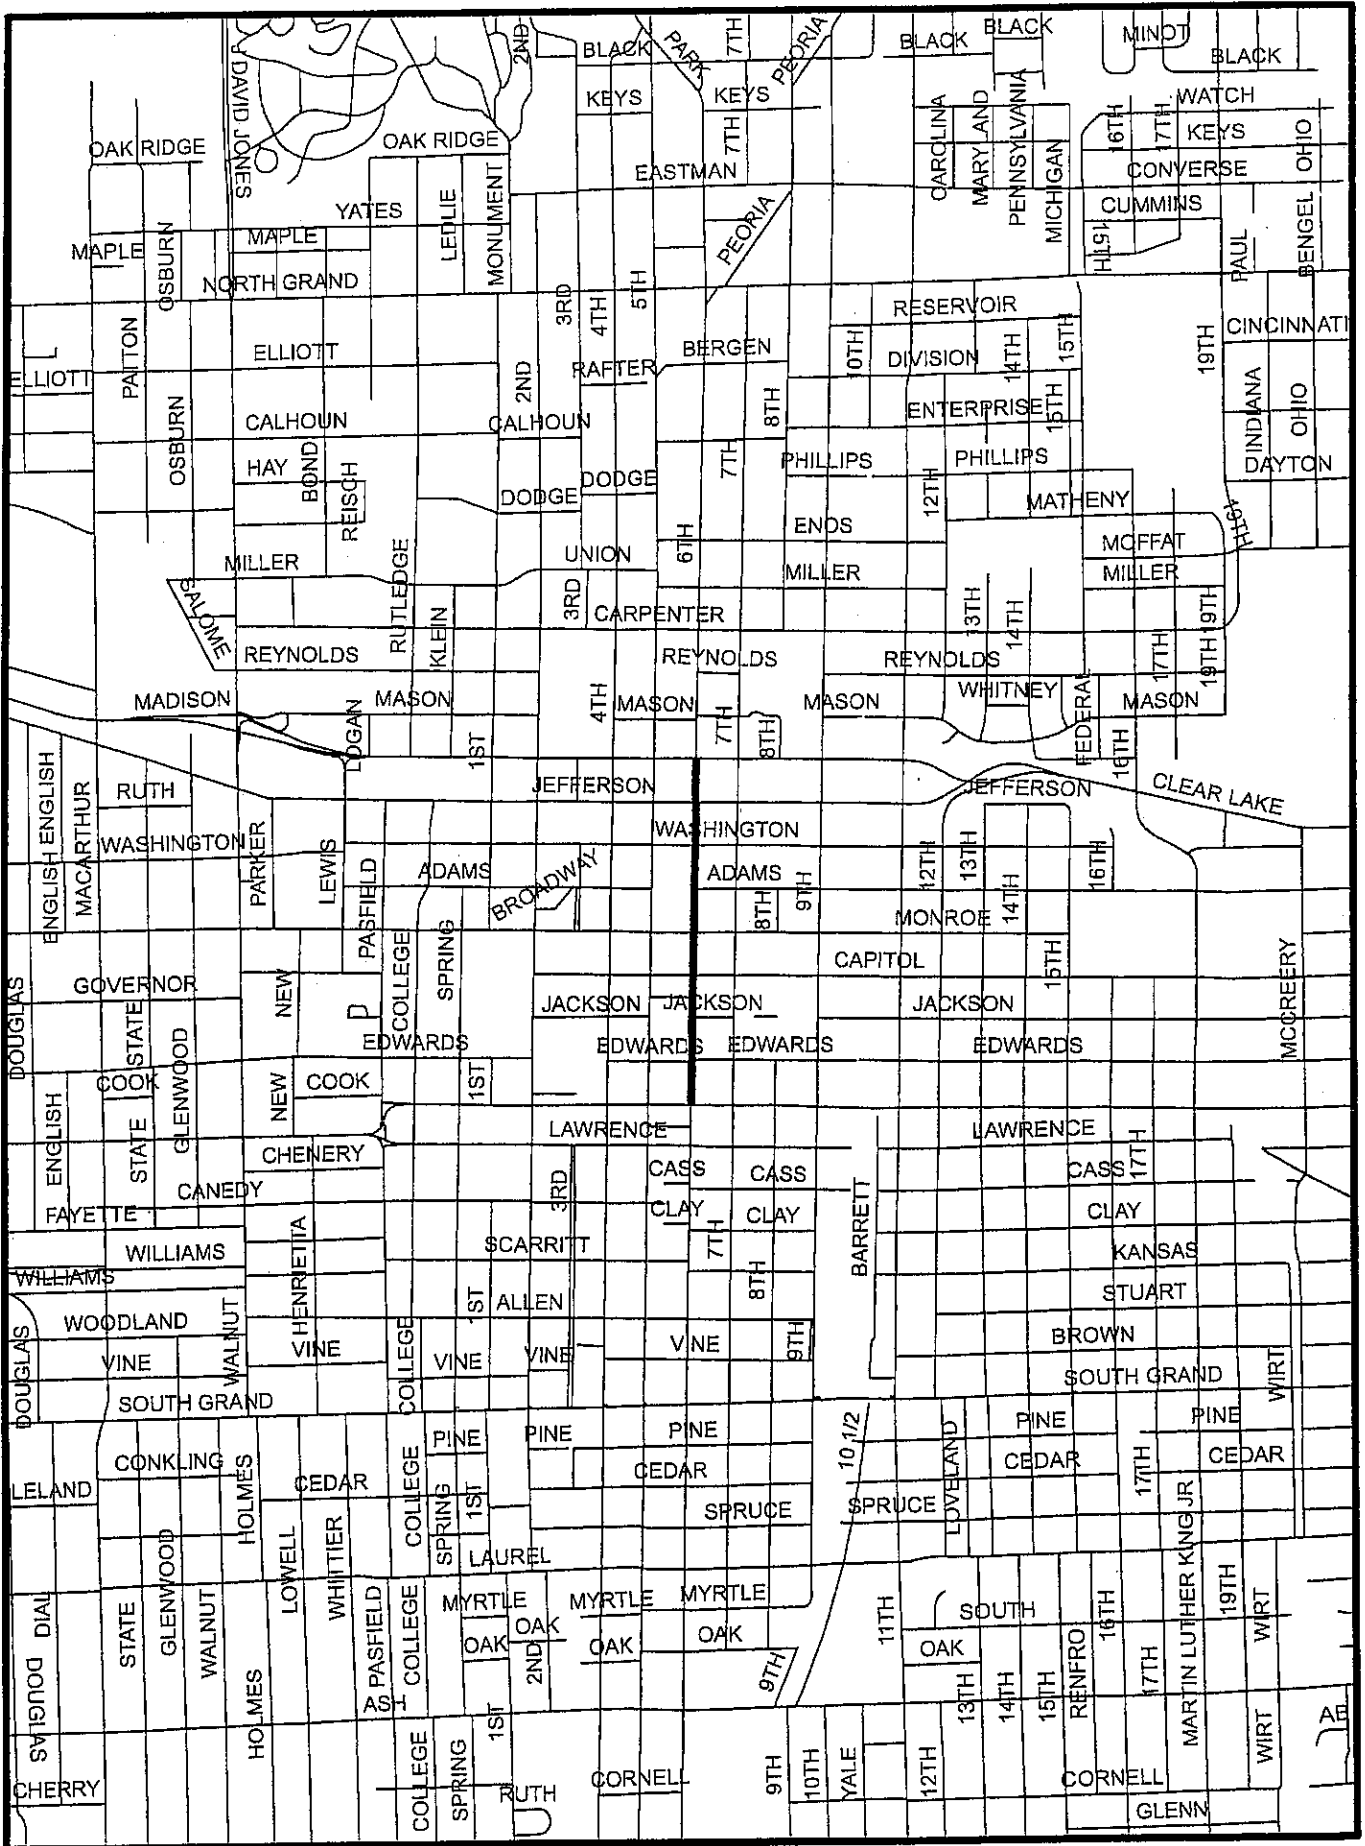 2ND
BLACK
PARK
7TH
PEORIA
BLACK
BLACK
MINOT
BLACK
J DAVID JONES
KEYS
KEYS
CAROLINA
MARYLAND
PENNSYLVANIA
WATCH
OAK RIDGE
OAK RIDGE
7TH
MICHIGAN
16TH
17TH
KEYS
OHIO
EASTMAN
CONVERSE
YATES
LEDLIE
MONUMENT
PEORIA
CUMMINS
MAPLE
OSBURN
MAPLE
15TH
PAUL
BENGEL
NORTH GRAND
3RD
4TH
5TH
RESERVOIR
PATTON
ELLIOTT
BERGEN
10TH
DIVISION
14TH
15TH
19TH
CINCINNATI
ELLIOTT
2ND
RAFTER
8TH
ENTERPRISE
15TH
INDIANA
OHIO
OSBURN
CALHOUN
CALHOUN
HAY
BOND
REISCH
DODGE
DODGE
7TH
PHILLIPS
PHILLIPS
DAYTON
12TH
MATHENY
ENOS
19TH
MILLER
RUTLEDGE
UNION
6TH
MILLER
MOFFAT
MILLER
SALOME
KLEIN
3RD
CARPENTER
13TH
14TH
19TH
REYNOLDS
REYNOLDS
REYNOLDS
17TH
19TH
MADISON
MASON
4TH
MASON
MASON
WHITNEY
FEDERAL
MASON
LOGAN
1ST
7TH
8TH
16TH
ENGLISH
ENGLISH
MACARTHUR
RUTH
JEFFERSON
JEFFERSON
CLEAR LAKE
WASHINGTON
PARKER
WASHINGTON
LEWIS
PASFIELD
ADAMS
BROADWAY
ADAMS
8TH
9TH
12TH
13TH
14TH
16TH
ENGLISH
MONROE
COLLEGE
SPRING
CAPITOL
15TH
MCCREERY
DOUGLAS
GOVERNOR
NEW
JACKSON
JACKSON
JACKSON
STATE
GLENWOOD
EDWARDS
EDWARDS
EDWARDS
EDWARDS
COOK
NEW
COOK
1ST
ENGLISH
STATE
LAWRENCE
LAWRENCE
CHENERY
3RD
CASS
CASS
CASS
17TH
CANEDY
BARRETT
FAYETTE
CLAY
CLAY
CLAY
WILLIAMS
HENRIETTA
SCARRITT
7TH
KANSAS
WILLIAMS
8TH
STUART
WOODLAND
WALNUT
1ST
ALLEN
DOUGLAS
VINE
VINE
COLLEGE
VINE
VINE
VINE
9TH
BROWN
SOUTH GRAND
SOUTH GRAND
WIRT
PINE
PINE
PINE
10 1/2
LOVELAND
PINE
PINE
CONKLING
HOLMES
CEDAR
COLLEGE
CEDAR
CEDAR
17TH
CEDAR
LELAND
SPRING
1ST
SPRUCE
SPRUCE
MARTIN LUTHER KING JR
GLENWOOD
LOWELL
WHITTIER
LAUREL
DIAL
STATE
WALNUT
PASFIELD
COLLEGE
MYRTLE
MYRTLE
MYRTLE
11TH
SOUTH
16TH
19TH
WIRT
OAK
OAK
2ND
OAK
OAK
OAK
RENFRO
DOUGLAS
HOLMES
ASH
9TH
13TH
14TH
15TH
17TH
COLLEGE
SPRING
1ST
WIRT
AB
CHERRY
RUTH
CORNELL
9TH
10TH
YALE
12TH
CORNELL
GLENN